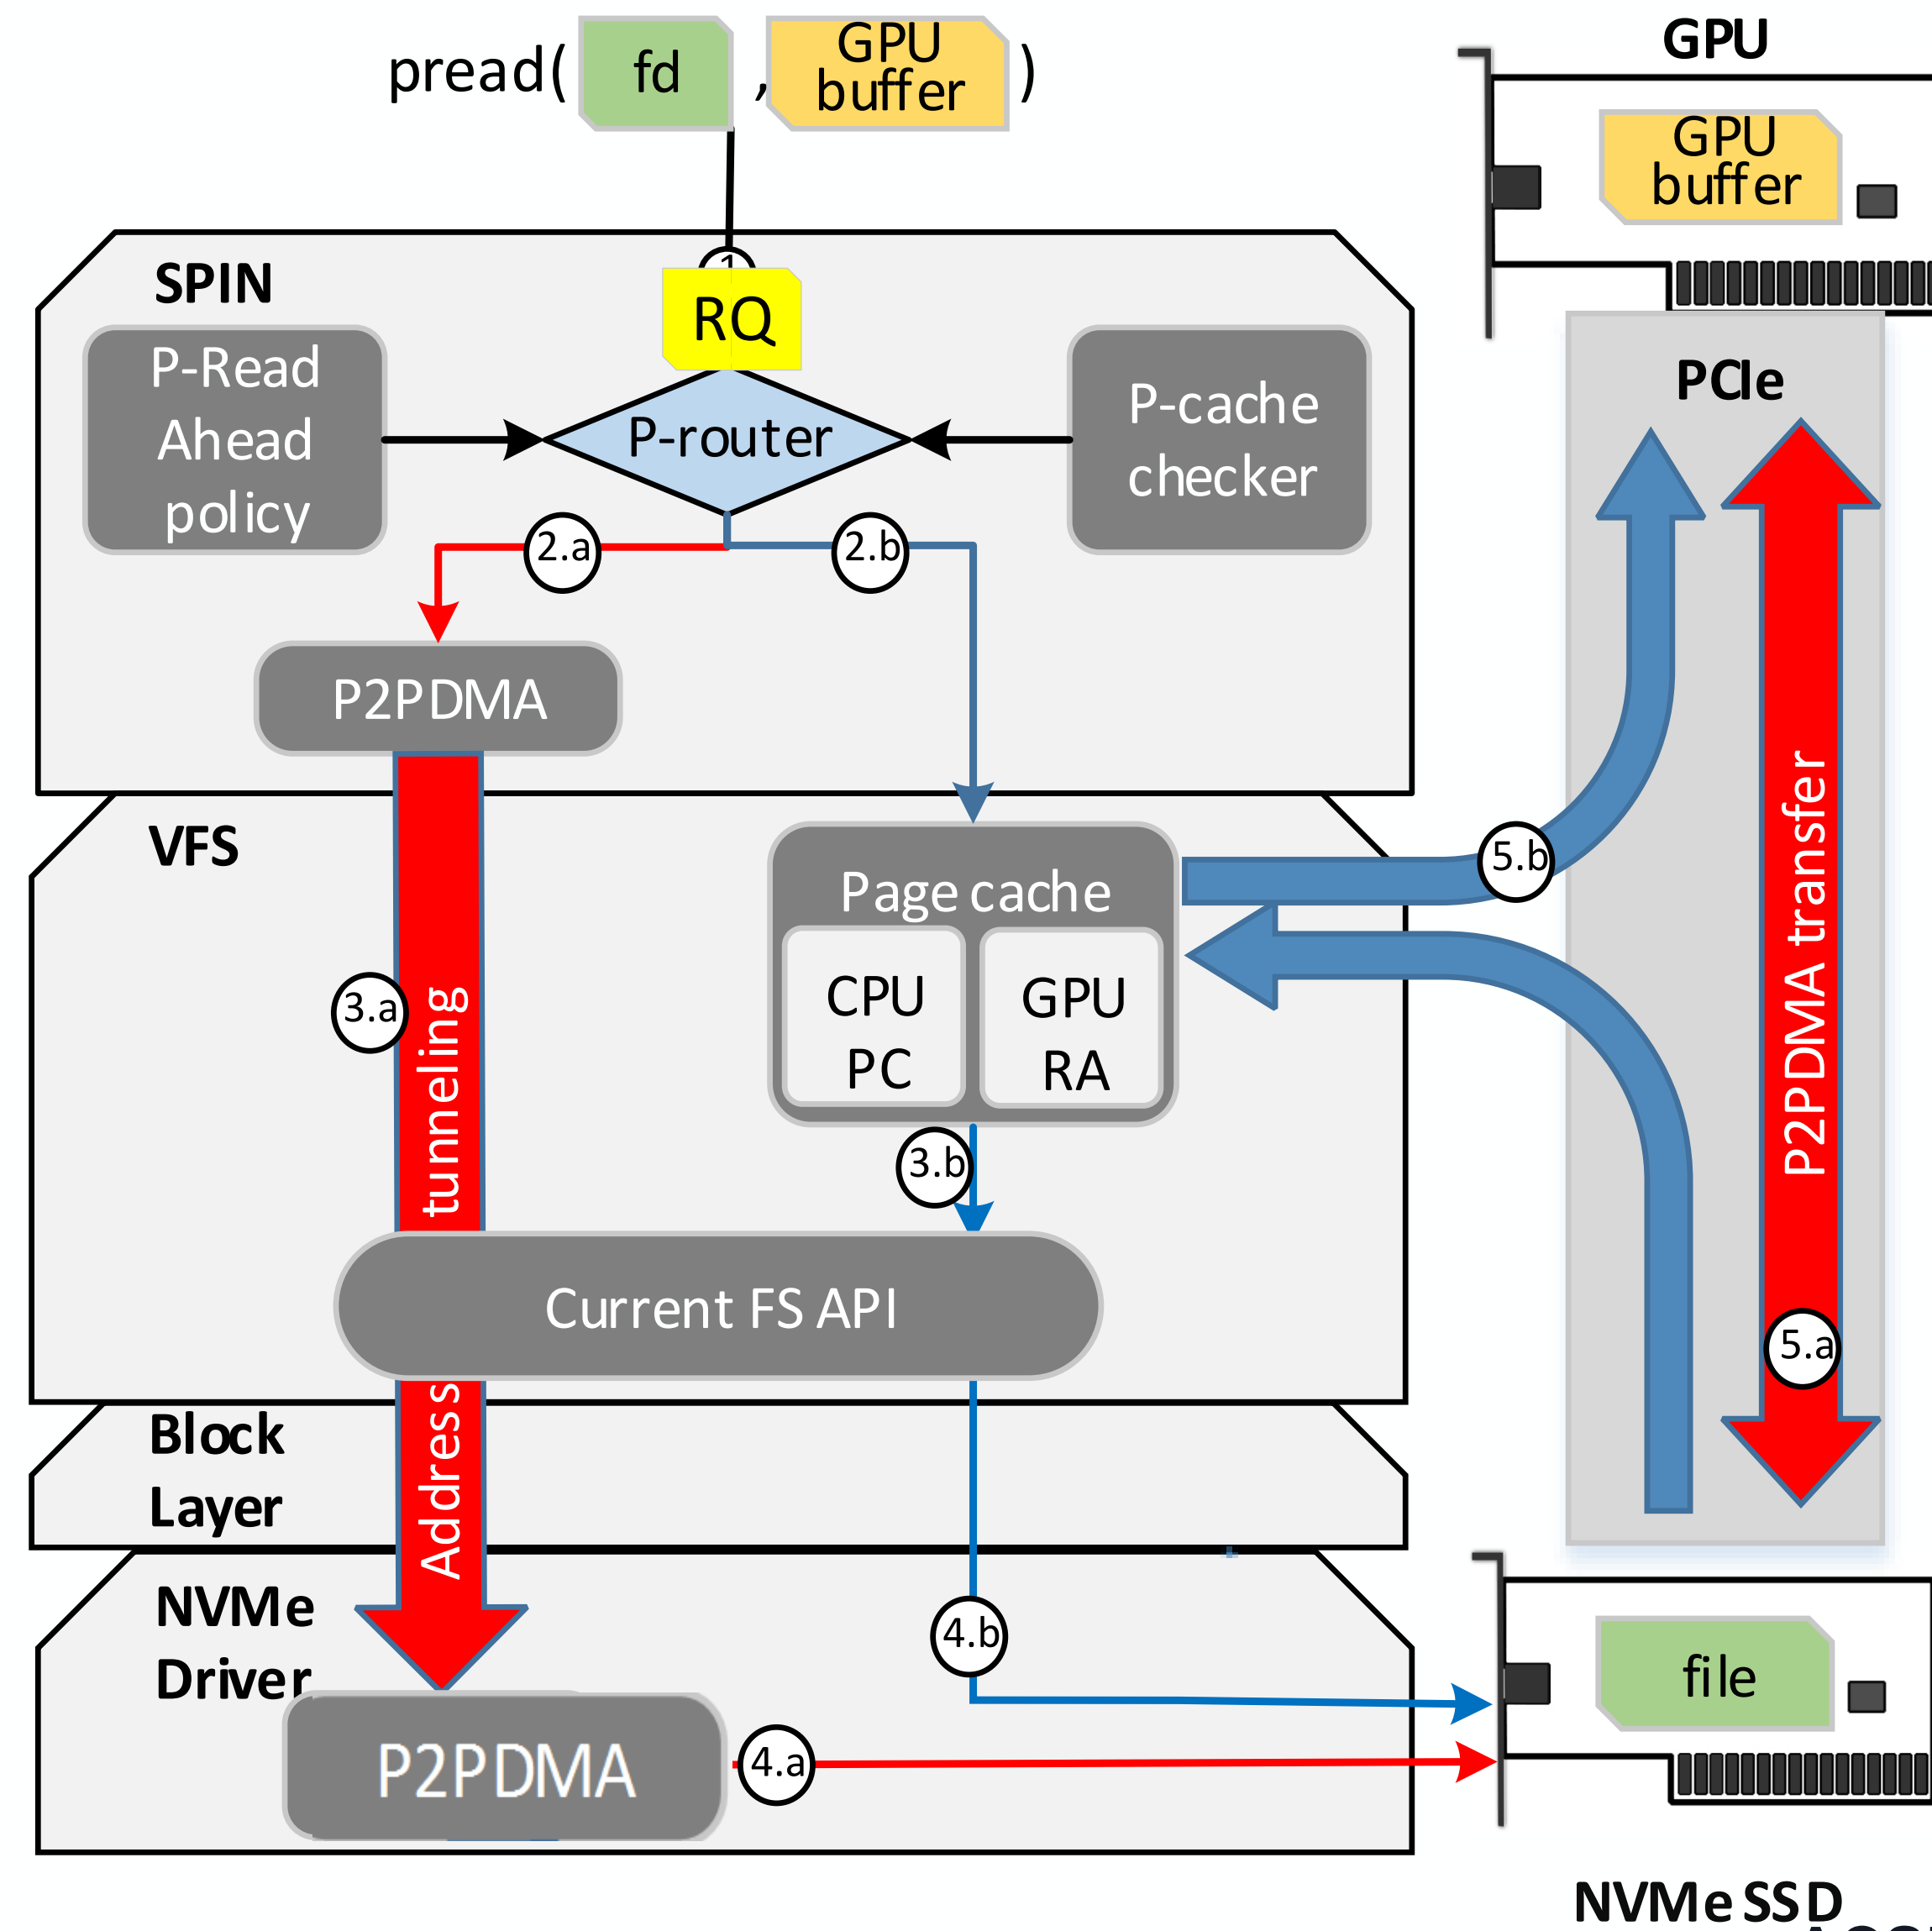 pread( fd , GPU buffer )
GPU
GPU
buffer
SPIN
1
RQ
P-Read
Ahead
policy
P-router
P-cache
checker
PCIe
2.a
2.b
P2PDMA
VFS
Page cache
CPU
PC
GPU
RA
5.b
P2PDMA transfer
3.a
Address tunneling
3.b
Current FS API
5.a
Block
Layer
NVMe
Driver
4.b
file
P2PDMA
4.a
NVMe SSD